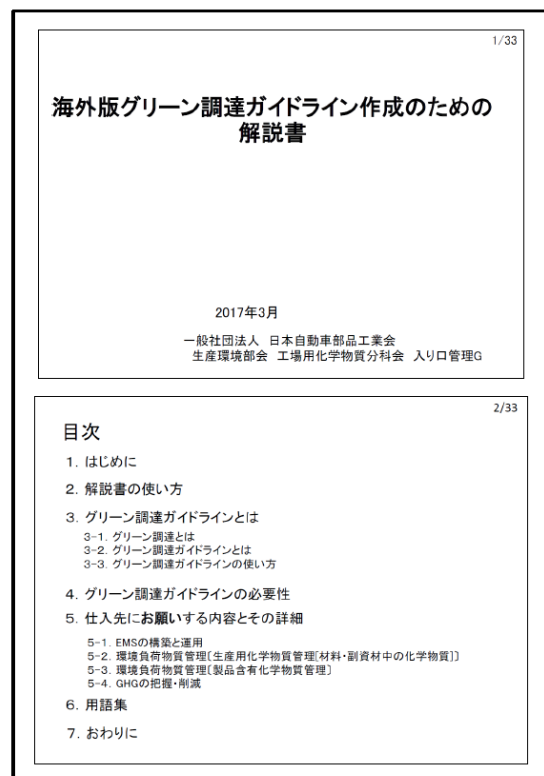 1/33
海外版グリーン調達ガイドライン作成のための
解説書
2017年3月
一般社団法人 日本自動車部品工業会
生産環境部会 工場用化学物質分科会 入り口管理G
2/33
目次
1. はじめに
2. 解説書の使い方
3. グリーン調達ガイドラインとは
3-1. グリーン調達とは
3-2. グリーン調達ガイドラインとは
3-3. グリーン調達ガイドラインの使い方
4. グリーン調達ガイドラインの必要性
5. 仕入先にお願いする内容とその詳細
5-1. EMSの構築と運用
5-2. 環境負荷物質管理〔生産用化学物質管理[材料・副資材中の化学物質]〕
5-3. 環境負荷物質管理〔製品含有化学物質管理〕
5-4. GHGの把握・削減
6. 用語集
7. おわりに